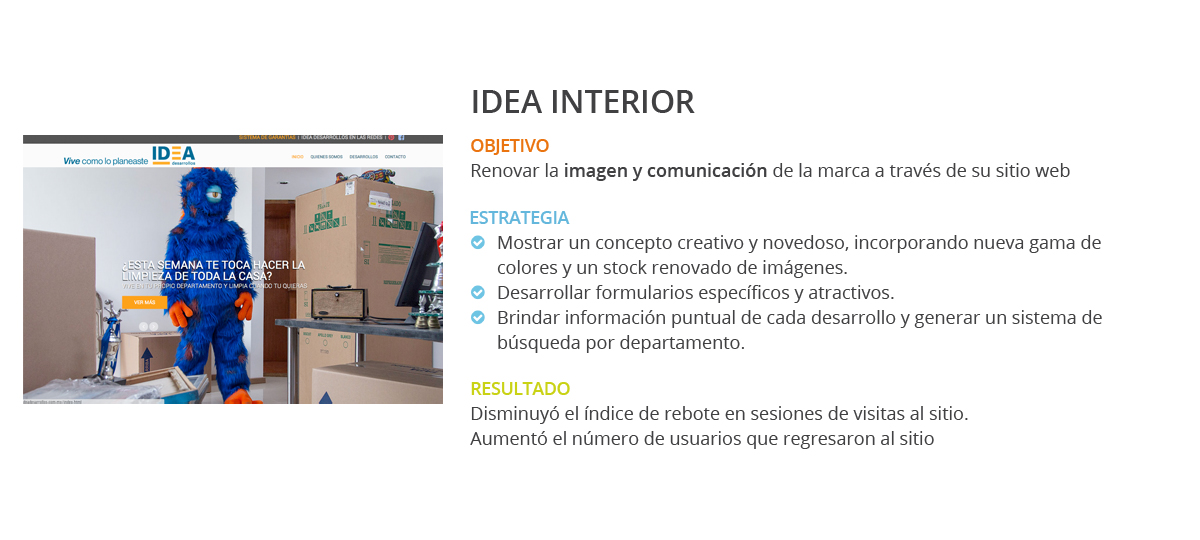 IDEA INTERIOR
OBJETIVO
Renovar la imagen y comunicación de la marca a través de su sitio web
ESTRATEGIA
Mostrar un concepto creativo y novedoso, incorporando nueva gama de
colores y un stock renovado de imágenes.
Desarrollar formularios específicos y atractivos.
Brindar información puntual de cada desarrollo y generar un sistema de
búsqueda por departamento.
RESULTADO
Disminuyó el índice de rebote en sesiones de visitas al sitio.
Aumentó el número de usuarios que regresaron al sitio
SISTEMA DE GARANTÍAS | IDEA DESARROLLOS EN LAS REDES |
Vive como lo planeaste IDEA
desarrollos
INICIO QUIENES SOMOS DESARROLLOS CONTACTO
¿ESTA SEMANA TE TOCA HACER LA
LIMPIEZA DE TODA LA CASA?
VIVE EN TU PROPIO DEPARTAMENTO Y LIMPIA CUANDO TU QUIERAS
VER MÁS